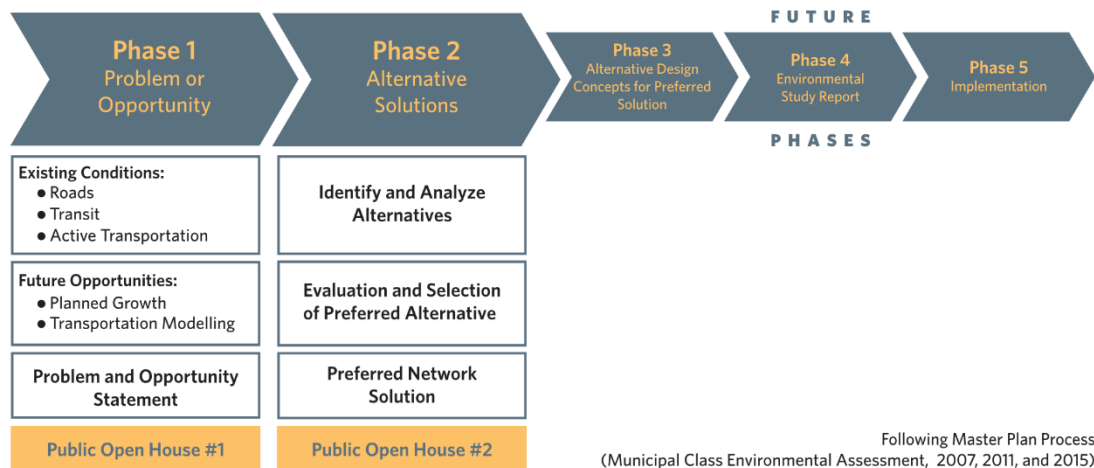 FUTURE
Phase 1
Problem or
Opportunity
Phase 2
Alternative
Solutions
Phase 3
Alternative Design
Concepts for Preferred
Solution
Phase 4
Environmental
Study Report
Phase 5
Implementation
PHASES
Existing Conditions:
● Roads
● Transit
● Active Transportation
Future Opportunities:
● Planned Growth
● Transportation Modelling
Problem and Opportunity
Statement
Public Open House #1
Identify and Analyze
Alternatives
Evaluation and Selection
of Preferred Alternative
Preferred Network
Solution
Public Open House #2
Following Master Plan Process
(Municipal Class Environmental Assessment, 2007, 2011, and 2015)